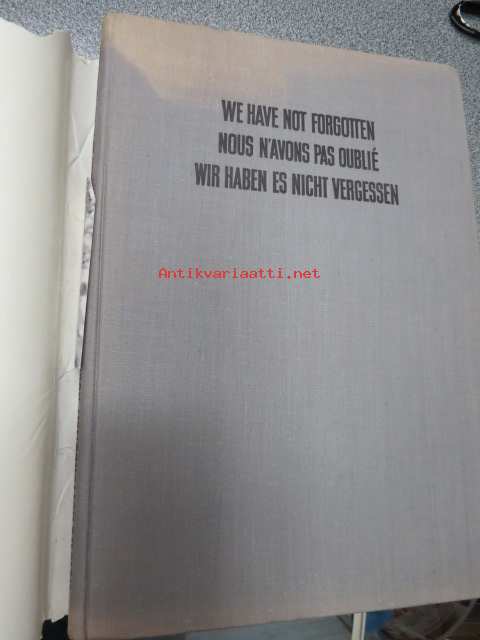 WE HAVE NOT FORGOTTEN
NOUS N'AVONS PAS OUBLIÉ
WIR HABEN ES NICHT VERGESSEN
Antikvariaatti.net